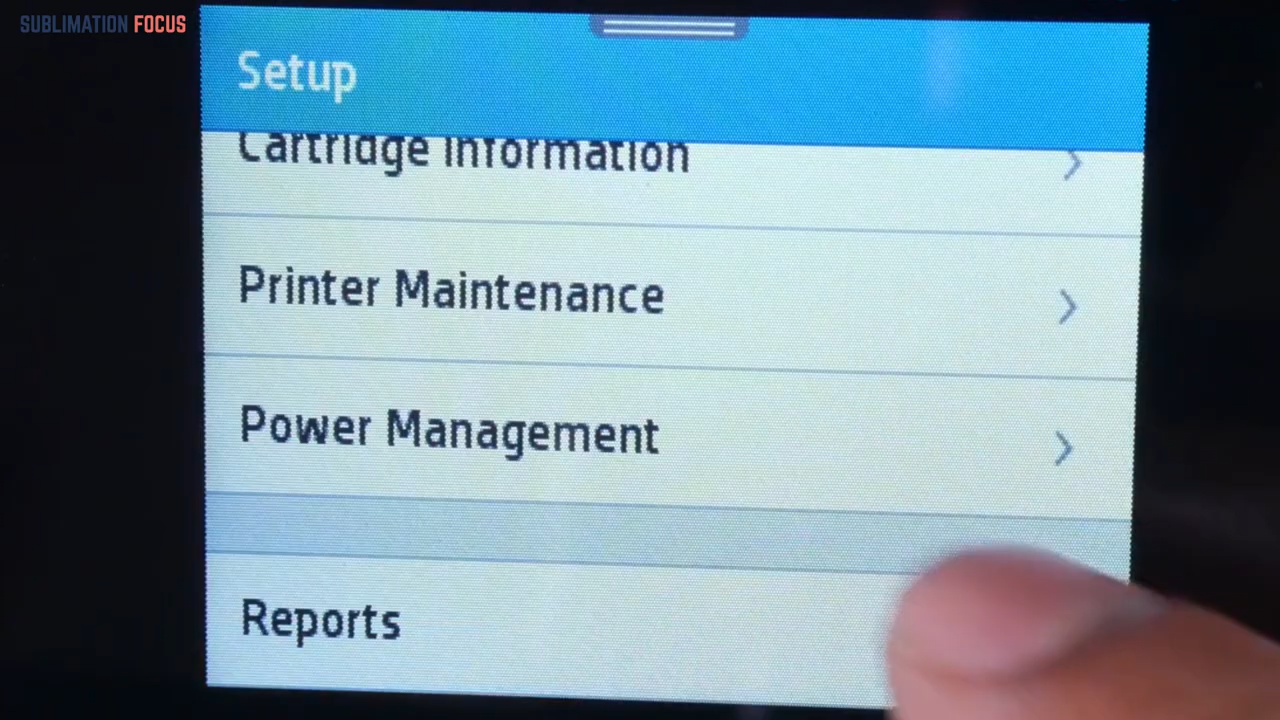 SUBLIMATION FOCUS
Setup
Cartridge Information
Printer Maintenance
Power Management
Reports